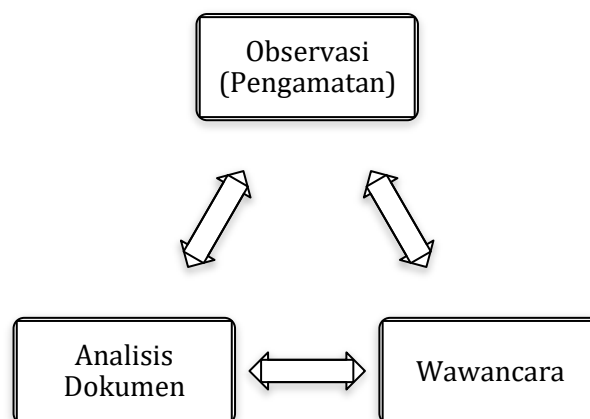 Observasi
(Pengamatan)
Analisis
Dokumen
Wawancara